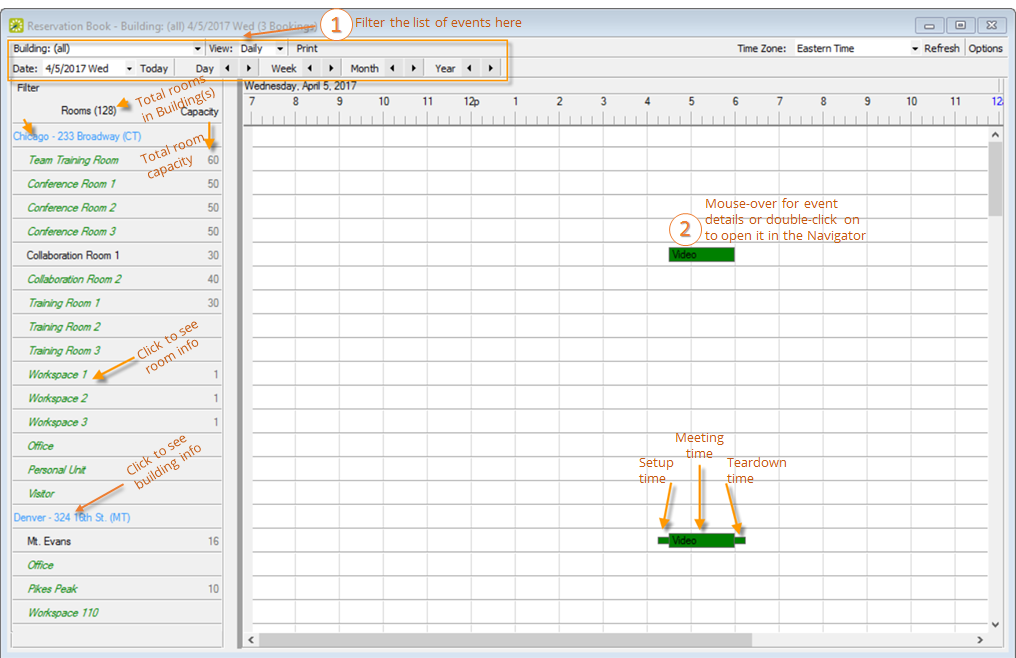 Reservation Book - Building: (all) 4/5/2017 Wed (3 Bookings)
1 Filter the list of events here
Building: (all) View: Daily Print Time Zone: Eastern Time Refresh Options
Date: 4/5/2017 Wed Today Day Week Month Year
Filter
Wednesday, April 5, 2017
Rooms (128)
Capacity
Total rooms
in Building(s)
7 8 9 10 11 12p 1 2 3 4 5 6 7 8 9 10 11 12
Chicago - 233 Broadway (CT)
Total room
capacity
Team Training Room 60
Conference Room 1 50
Conference Room 2 50
Conference Room 3 50
Collaboration Room 1 30
Collaboration Room 2 40
Training Room 1 30
Training Room 2
Training Room 3
Click to see
room info
Workspace 1 1
Workspace 2 1
Workspace 3 1
Office
Personal Unit
Visitor
Click to see
building info
Denver - 324 16th St. (MT)
Mt. Evans 16
Office
Pikes Peak 10
Workspace 110
2
Mouse-over for event
details or double-click on
to open it in the Navigator
Video
Meeting
time
Setup
time
Teardown
time
Video